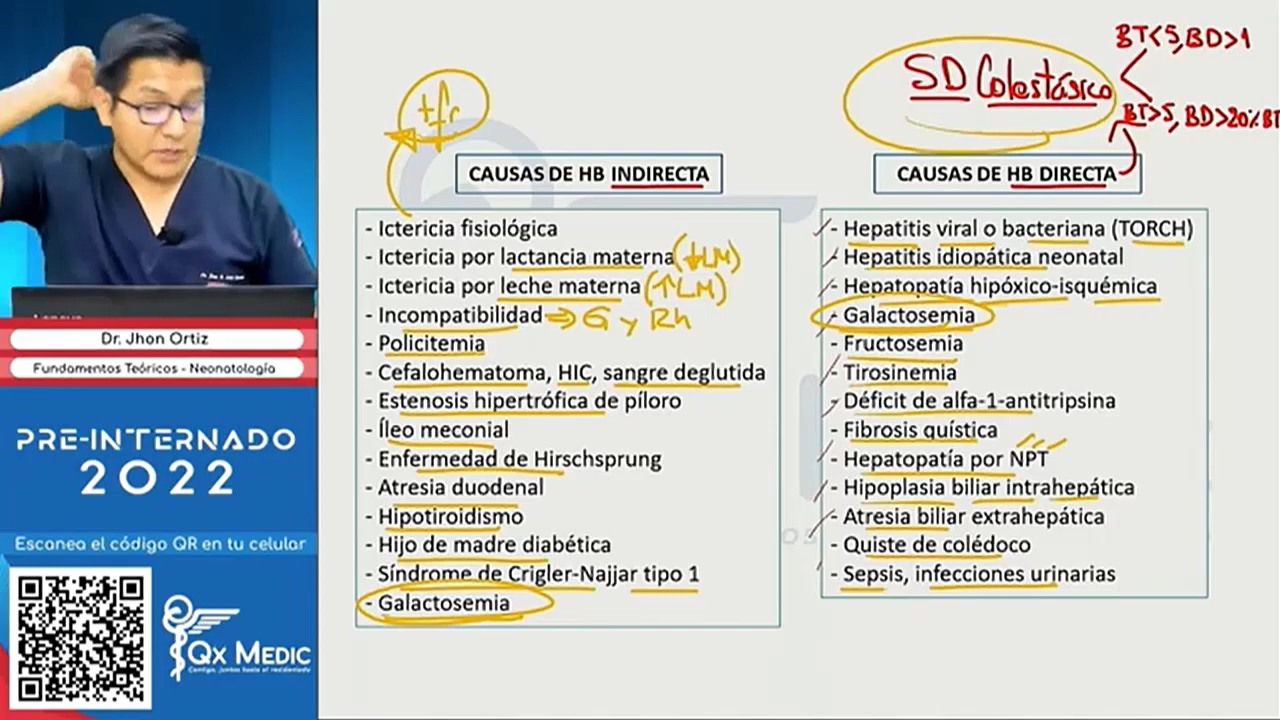 Dr. Jhon Ortiz
Fundamentos Teóricos - Neonatología
PRE-INTERNADO
2022
Escanea el código QR en tu celular
QX MEDIC
Contigo, juntos hacia el residentado
SD Colestásico
BT<5, BD>1
BT>5, BD>20% BT
+fr
CAUSAS DE HB INDIRECTA
- Ictericia fisiológica
- Ictericia por lactancia materna (↓LM)
- Ictericia por leche materna (↑LM)
- Incompatibilidad ⇒ G y Rh
- Policitemia
- Cefalohematoma, HIC, sangre deglutida
- Estenosis hipertrófica de píloro
- Íleo meconial
- Enfermedad de Hirschsprung
- Atresia duodenal
- Hipotiroidismo
- Hijo de madre diabética
- Síndrome de Crigler-Najjar tipo 1
- Galactosemia
CAUSAS DE HB DIRECTA
- Hepatitis viral o bacteriana (TORCH)
- Hepatitis idiopática neonatal
- Hepatopatía hipóxico-isquémica
- Galactosemia
- Fructosemia
- Tirosinemia
- Déficit de alfa-1-antitripsina
- Fibrosis quística
- Hepatopatía por NPT
- Hipoplasia biliar intrahepática
- Atresia biliar extrahepática
- Quiste de colédoco
- Sepsis, infecciones urinarias